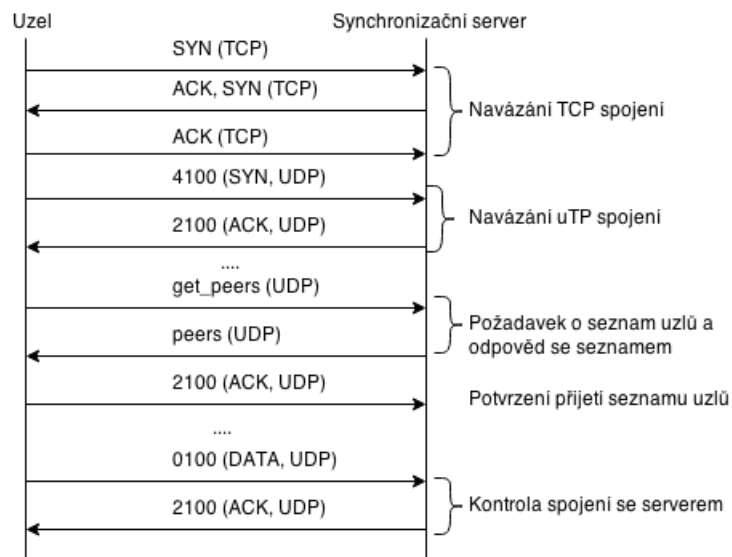 Uzel
Synchronizační server
SYN (TCP)
ACK, SYN (TCP)
Navázání TCP spojení
ACK (TCP)
4100 (SYN, UDP)
Navázání uTP spojení
2100 (ACK, UDP)
....
get_peers (UDP)
Požadavek o seznam uzlů a
odpověd se seznamem
peers (UDP)
2100 (ACK, UDP)
Potvrzení přijetí seznamu uzlů
....
0100 (DATA, UDP)
Kontrola spojení se serverem
2100 (ACK, UDP)